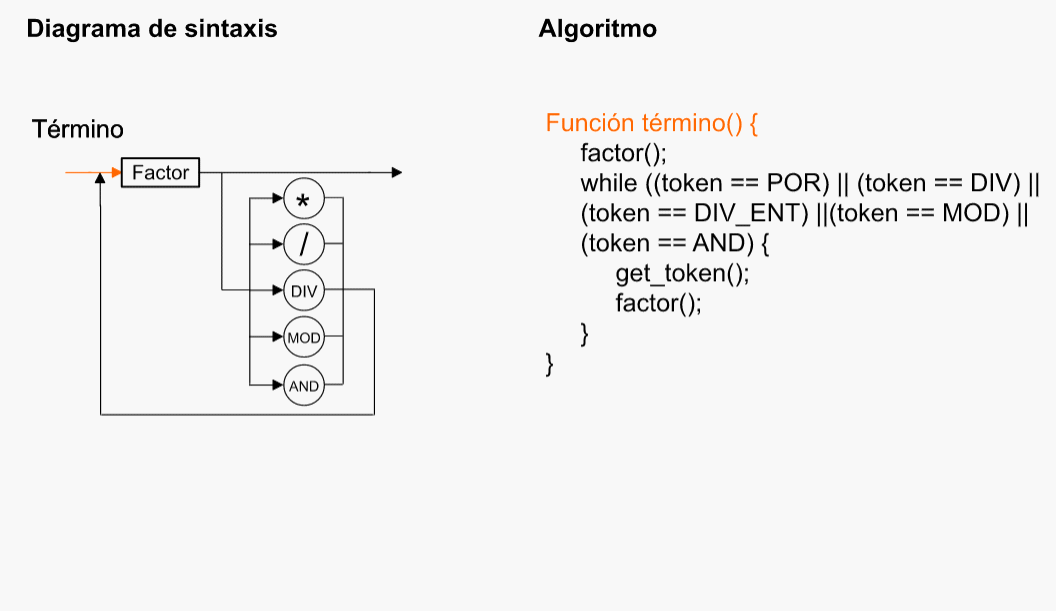 Diagrama de sintaxis
Término
Factor
*
/
DIV
MOD
AND
Algoritmo
Función término() {
factor();
while ((token == POR) || (token == DIV) ||
(token == DIV_ENT) ||(token == MOD) ||
(token == AND) {
get_token();
factor();
}
}